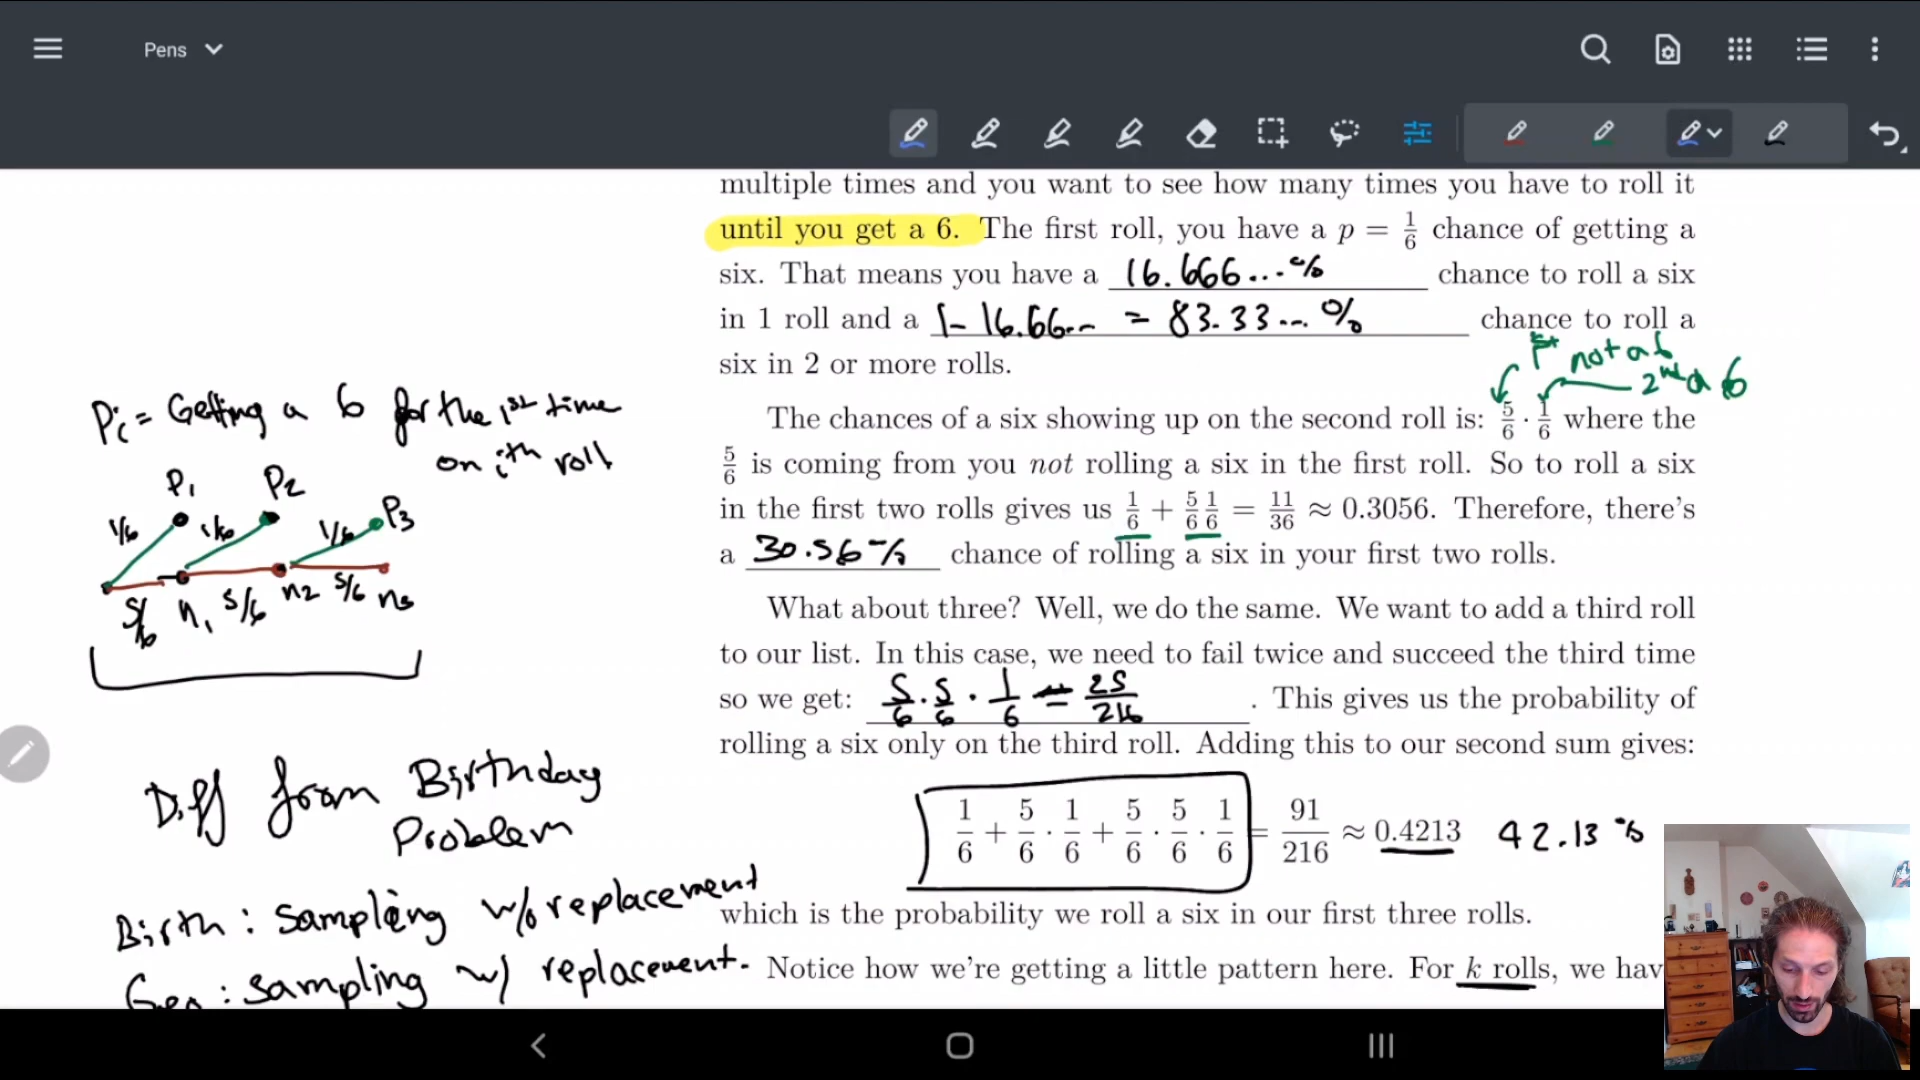 Pens
multiple times and you want to see how many times you have to roll it
until you get a 6. The first roll, you have a p = 1/6 chance of getting a
six. That means you have a 16.666...% chance to roll a six
in 1 roll and a 1- 16.66... = 83.33...% chance to roll a
six in 2 or more rolls.
1st not a 6
2nd a 6
The chances of a six showing up on the second roll is: 5/6 · 1/6 where the
5/6 is coming from you not rolling a six in the first roll. So to roll a six
in the first two rolls gives us 1/6 + 5/6 1/6 = 11/36 ≈ 0.3056. Therefore, there's
a 30.56% chance of rolling a six in your first two rolls.
What about three? Well, we do the same. We want to add a third roll
to our list. In this case, we need to fail twice and succeed the third time
so we get: 5/6 · 5/6 · 1/6 = 25/216. This gives us the probability of
rolling a six only on the third roll. Adding this to our second sum gives:
1/6 + 5/6 · 1/6 + 5/6 · 5/6 · 1/6 = 91/216 ≈ 0.4213 42.13%
which is the probability we roll a six in our first three rolls.
Notice how we're getting a little pattern here. For k rolls, we hav
Pi = Getting a 6 for the 1st time
on ith roll
P1 P2 P3
1/6 1/6 1/6
5/6 n1 5/6 n2 5/6 n3
Diff from Birthday
Problem
Birth: Sampling w/o replacement
Geo: Sampling w/ replacement.